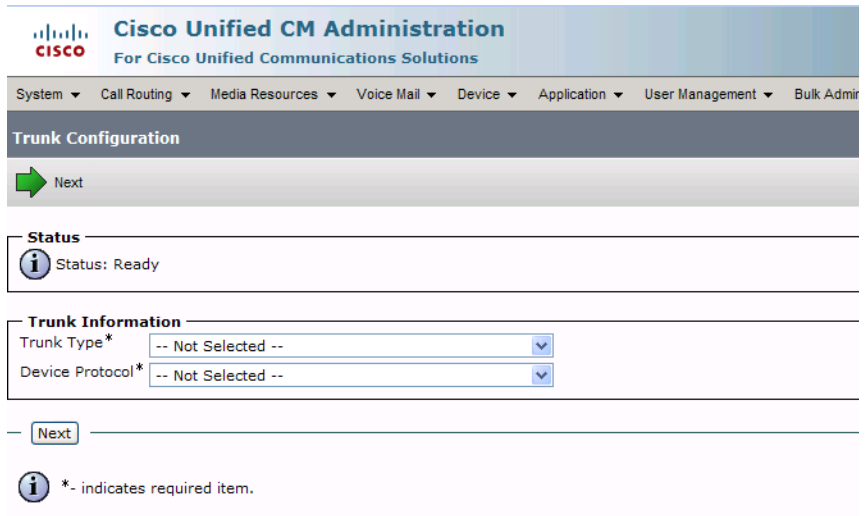 CISCO
Cisco Unified CM Administration
For Cisco Unified Communications Solutions
System Call Routing Media Resources Voice Mail Device Application User Management Bulk Admin
Trunk Configuration
Next
Status
Status: Ready
Trunk Information
Trunk Type* -- Not Selected --
Device Protocol* -- Not Selected --
Next
*- indicates required item.